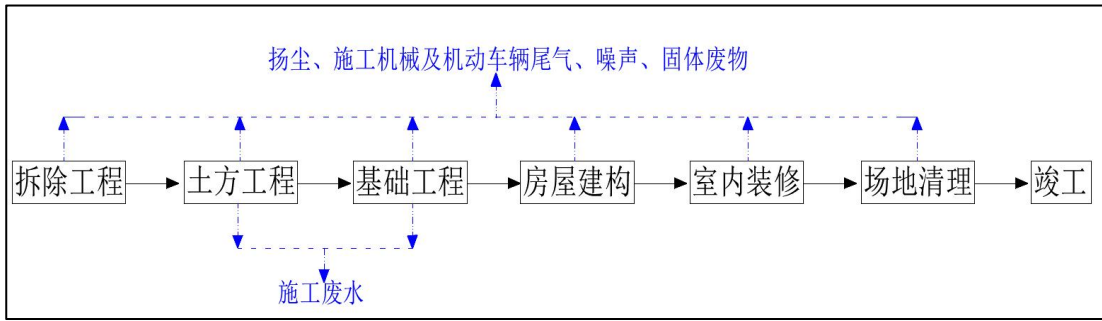 扬尘、施工机械及机动车辆尾气、噪声、固体废物
拆除工程
土方工程
基础工程
房屋建构
室内装修
场地清理
竣工
施工废水